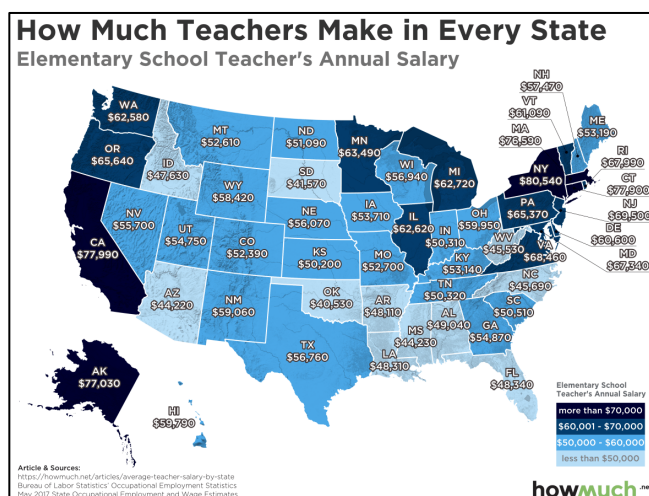 How Much Teachers Make in Every State
Elementary School Teacher's Annual Salary
NH
$57,470
VT
$61,090
MA
$76,590
WA
$62,580
MT
$52,610
ND
$51,090
MN
$63,490
ME
$53,190
OR
$65,640
ID
$47,630
SD
$41,570
WI
$56,940
MI
$62,720
NY
$80,540
RI
$67,990
CT
$77,900
WY
$58,420
NJ
$69,500
PA
$65,370
DE
$60,600
MD
$67,340
NV
$55,700
UT
$54,750
CO
$52,390
NE
$56,070
IA
$53,710
IL
$62,620
IN
$50,310
OH
$59,950
WV
$45,530
VA
$68,460
CA
$77,990
KS
$50,200
MO
$52,700
KY
$53,140
NC
$45,690
AZ
$44,220
NM
$59,060
OK
$40,530
AR
$48,110
TN
$50,320
SC
$50,510
MS
$44,230
AL
$49,040
GA
$54,870
TX
$56,760
LA
$48,310
FL
$48,340
AK
$77,030
HI
$59,790
Elementary School
Teacher's Annual Salary
more than $70,000
$60,001 - $70,000
$50,000 - $60,000
less than $50,000
Article & Sources:
https://howmuch.net/articles/average-teacher-salary-by-state
Bureau of Labor Statistics' Occupational Employment Statistics
May 2017 State Occupational Employment and Wage Estimates
howmuch.ne